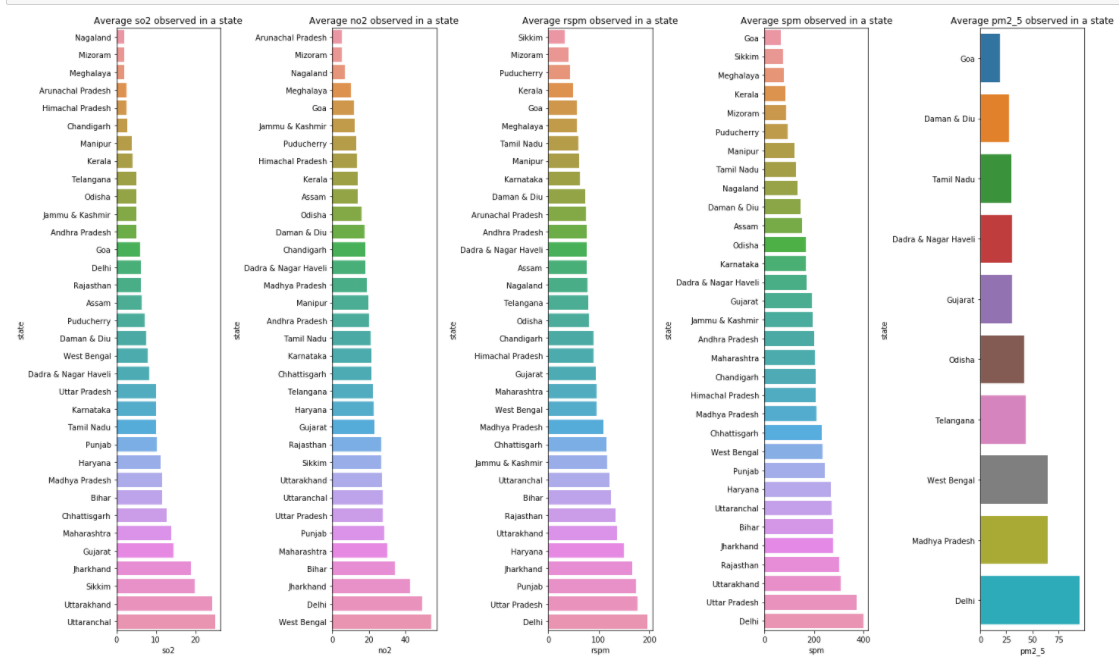 Average so2 observed in a state
Nagaland
Mizoram
Meghalaya
Arunachal Pradesh
Himachal Pradesh
Chandigarh
Manipur
Kerala
Telangana
Odisha
Jammu & Kashmir
Andhra Pradesh
Goa
Delhi
Rajasthan
Assam
Puducherry
Daman & Diu
West Bengal
Dadra & Nagar Haveli
Uttar Pradesh
Karnataka
Tamil Nadu
Punjab
Haryana
Madhya Pradesh
Bihar
Chhattisgarh
Maharashtra
Gujarat
Jharkhand
Sikkim
Uttarakhand
Uttaranchal
state
0 10 20
so2
Average no2 observed in a state
Arunachal Pradesh
Mizoram
Nagaland
Meghalaya
Goa
Jammu & Kashmir
Puducherry
Himachal Pradesh
Kerala
Assam
Odisha
Daman & Diu
Chandigarh
Dadra & Nagar Haveli
Madhya Pradesh
Manipur
Andhra Pradesh
Tamil Nadu
Karnataka
Chhattisgarh
Telangana
Haryana
Gujarat
Rajasthan
Sikkim
Uttarakhand
Uttaranchal
Uttar Pradesh
Punjab
Maharashtra
Bihar
Jharkhand
Delhi
West Bengal
state
0 20 40
no2
Average rspm observed in a state
Sikkim
Mizoram
Puducherry
Kerala
Goa
Meghalaya
Tamil Nadu
Manipur
Karnataka
Daman & Diu
Arunachal Pradesh
Andhra Pradesh
Dadra & Nagar Haveli
Assam
Nagaland
Telangana
Odisha
Chandigarh
Himachal Pradesh
Gujarat
Maharashtra
West Bengal
Madhya Pradesh
Chhattisgarh
Jammu & Kashmir
Uttaranchal
Bihar
Rajasthan
Uttarakhand
Haryana
Jharkhand
Punjab
Uttar Pradesh
Delhi
state
0 100 200
rspm
Average spm observed in a state
Goa
Sikkim
Meghalaya
Kerala
Mizoram
Puducherry
Manipur
Tamil Nadu
Nagaland
Daman & Diu
Assam
Odisha
Karnataka
Dadra & Nagar Haveli
Gujarat
Jammu & Kashmir
Andhra Pradesh
Maharashtra
Chandigarh
Himachal Pradesh
Madhya Pradesh
Chhattisgarh
West Bengal
Punjab
Haryana
Uttaranchal
Bihar
Jharkhand
Rajasthan
Uttarakhand
Uttar Pradesh
Delhi
state
0 200 400
spm
Average pm2_5 observed in a state
Goa
Daman & Diu
Tamil Nadu
Dadra & Nagar Haveli
Gujarat
Odisha
Telangana
West Bengal
Madhya Pradesh
Delhi
state
0 25 50 75
pm2_5